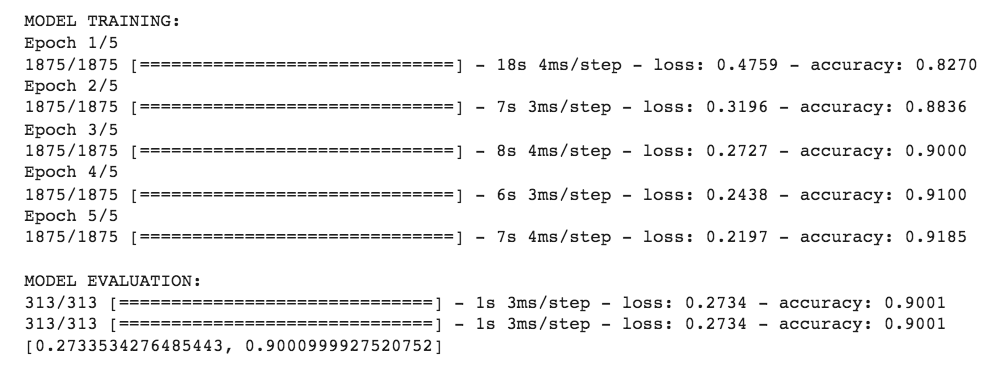 MODEL TRAINING:
Epoch 1/5
1875/1875 [==============================] - 18s 4ms/step - loss: 0.4759 - accuracy: 0.8270
Epoch 2/5
1875/1875 [==============================] - 7s 3ms/step - loss: 0.3196 - accuracy: 0.8836
Epoch 3/5
1875/1875 [==============================] - 8s 4ms/step - loss: 0.2727 - accuracy: 0.9000
Epoch 4/5
1875/1875 [==============================] - 6s 3ms/step - loss: 0.2438 - accuracy: 0.9100
Epoch 5/5
1875/1875 [==============================] - 7s 4ms/step - loss: 0.2197 - accuracy: 0.9185
MODEL EVALUATION:
313/313 [==============================] - 1s 3ms/step - loss: 0.2734 - accuracy: 0.9001
313/313 [==============================] - 1s 3ms/step - loss: 0.2734 - accuracy: 0.9001
[0.2733534276485443, 0.9000999927520752]